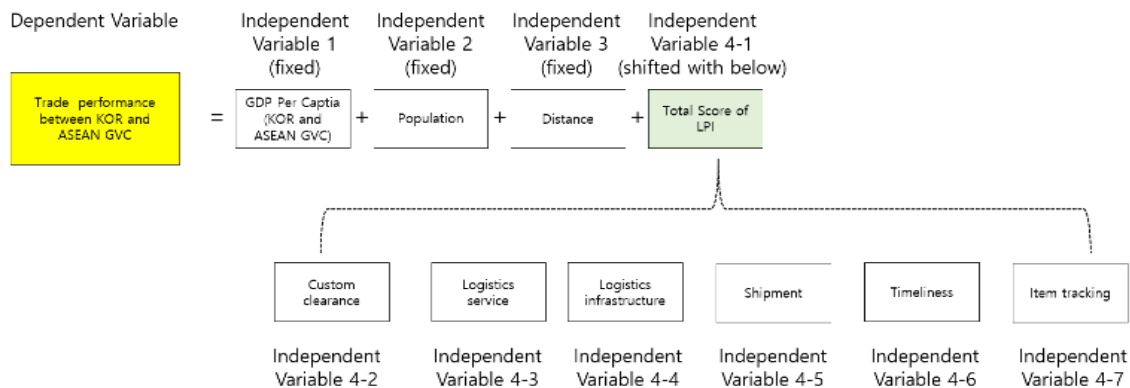 Dependent Variable
Independent
Variable 1
(fixed)
Independent
Variable 2
(fixed)
Independent
Variable 3
(fixed)
Independent
Variable 4-1
(shifted with below)
Trade performance
between KOR and
ASEAN GVC
=
GDP Per Captia
(KOR and
ASEAN GVC)
+
Population
+
Distance
+
Total Score of
LPI
Custom
clearance
Logistics
service
Logistics
infrastructure
Shipment
Timeliness
Item tracking
Independent
Variable 4-2
Independent
Variable 4-3
Independent
Variable 4-4
Independent
Variable 4-5
Independent
Variable 4-6
Independent
Variable 4-7